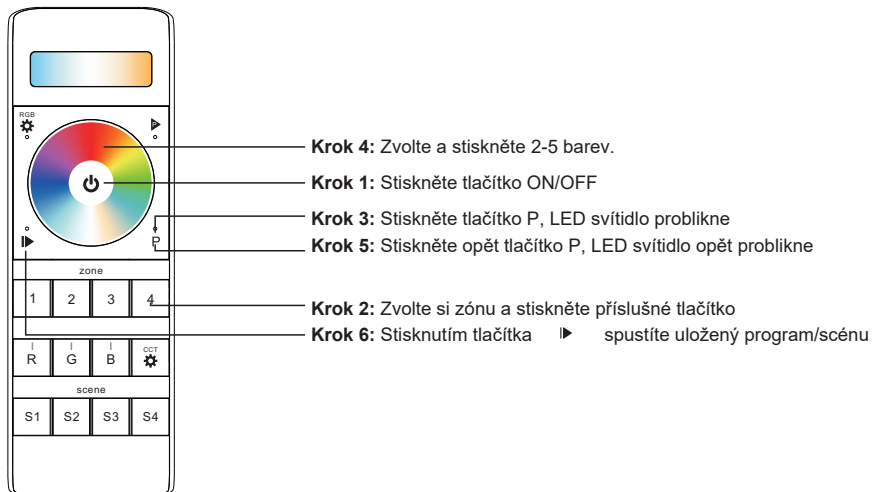 RGB
Krok 4: Zvolte a stiskněte 2-5 barev.
Krok 1: Stiskněte tlačítko ON/OFF
Krok 3: Stiskněte tlačítko P, LED svítidlo problikne
P
Krok 5: Stiskněte opět tlačítko P, LED svítidlo opět problikne
zone
1 2 3 4
Krok 2: Zvolte si zónu a stiskněte příslušné tlačítko
Krok 6: Stisknutím tlačítka spustíte uložený program/scénu
R G B CCT
scene
S1 S2 S3 S4